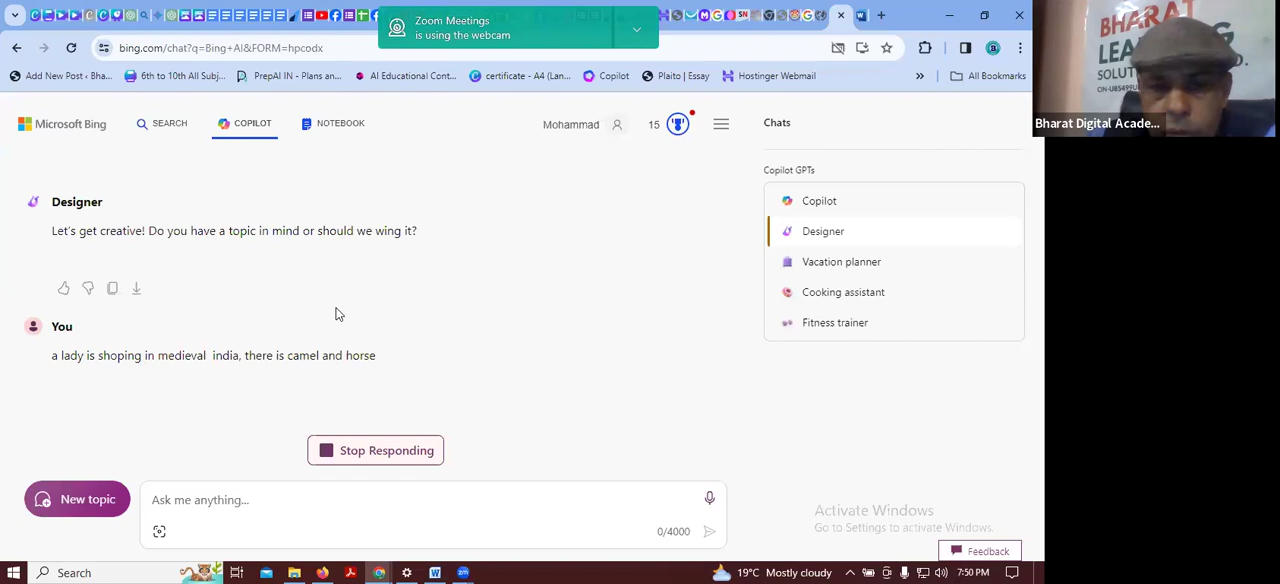 Zoom Meetings
is using the webcam
bing.com/chat?q=Bing+AI&FORM=hpcodx
Add New Post ‹ Bha...
6th to 10th All Subj...
PrepAI IN - Plans an...
AI Educational Cont...
certificate - A4 (Lan...
Copilot
Plaito | Essay
Hostinger Webmail
»
All Bookmarks
Microsoft Bing
SEARCH
COPILOT
NOTEBOOK
Mohammad
15
Chats
Copilot GPTs
Copilot
Designer
Vacation planner
Cooking assistant
Fitness trainer
Designer
Let's get creative! Do you have a topic in mind or should we wing it?
You
a lady is shoping in medieval india, there is camel and horse
Stop Responding
New topic
Ask me anything...
0/4000
Activate Windows
Go to Settings to activate Windows.
Feedback
Search
19°C Mostly cloudy
7:50 PM
BHARAT
Bharat Digital Acade...